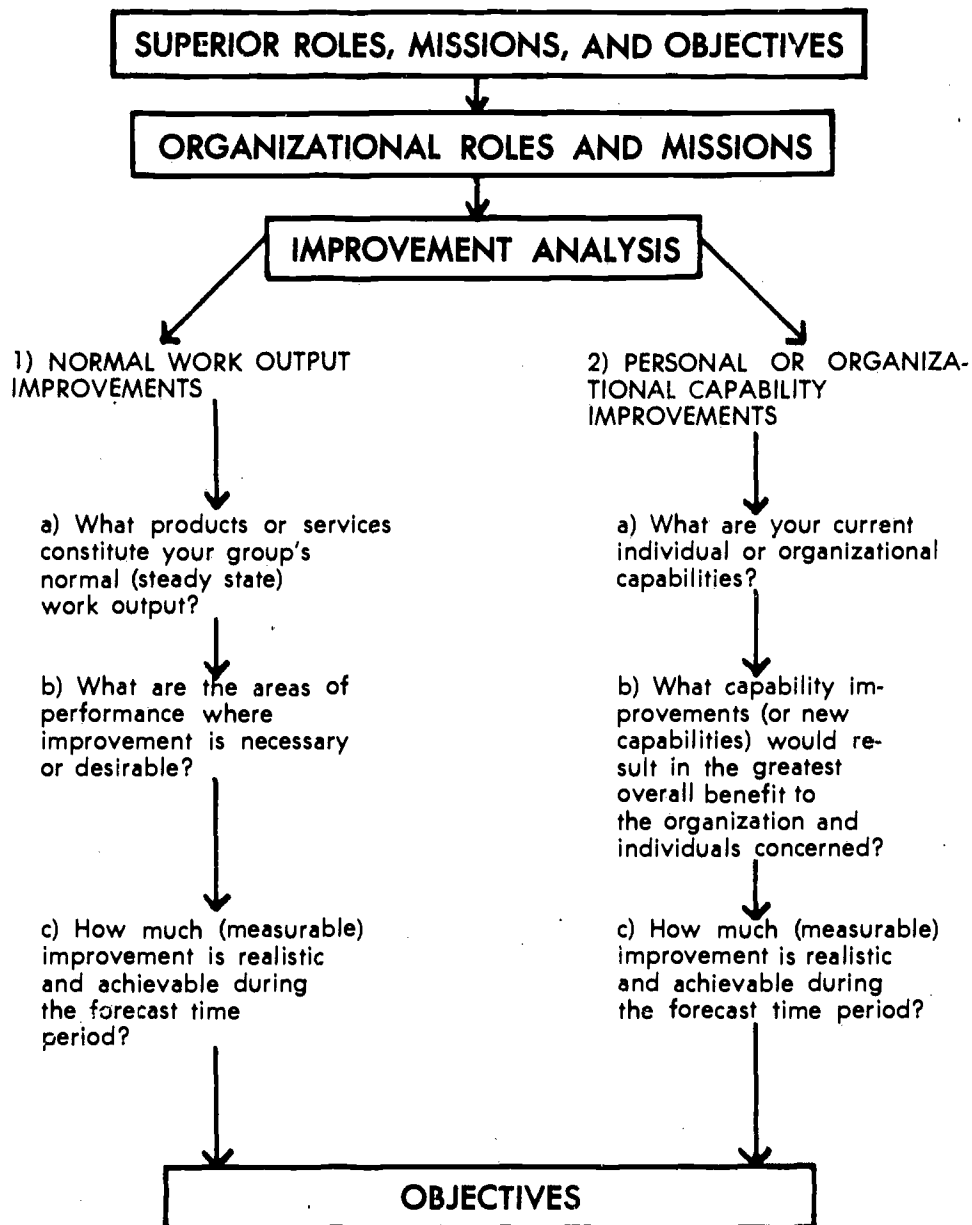 SUPERIOR ROLES, MISSIONS, AND OBJECTIVES
ORGANIZATIONAL ROLES AND MISSIONS
IMPROVEMENT ANALYSIS
1) NORMAL WORK OUTPUT
IMPROVEMENTS
a) What products or services
constitute your group's
normal (steady state)
work output?
b) What are the areas of
performance where
improvement is necessary
or desirable?
c) How much (measurable)
improvement is realistic
and achievable during
the forecast time
period?
2) PERSONAL OR ORGANIZA-
TIONAL CAPABILITY
IMPROVEMENTS
a) What are your current
individual or organizational
capabilities?
b) What capability im-
provements (or new
capabilities) would re-
sult in the greatest
overall benefit to
the organization and
individuals concerned?
c) How much (measurable)
improvement is realistic
and achievable during
the forecast time period?
OBJECTIVES